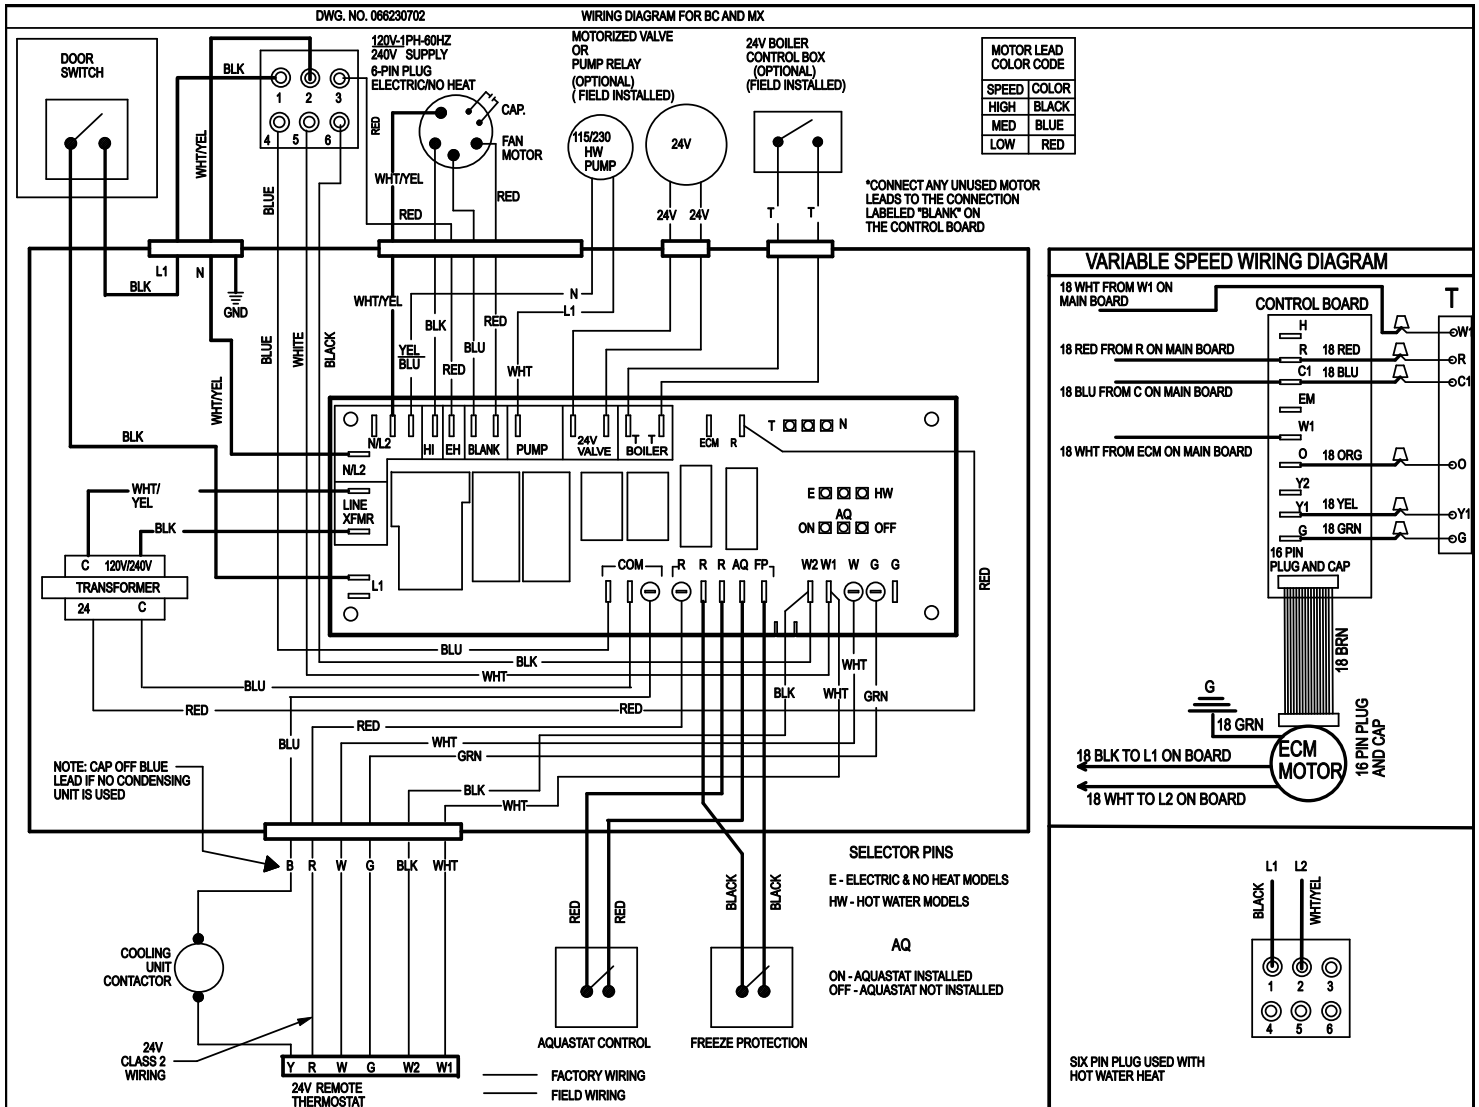 DWG. NO. 066230702
WIRING DIAGRAM FOR BC AND MX
DOOR
SWITCH
BLK
WHT/YEL
1 2 3
4 5 6
120V-1PH-60HZ
240V SUPPLY
6-PIN PLUG
ELECTRIC/NO HEAT
RED
CAP.
FAN
MOTOR
WHT/YEL
RED
RED
BLUE
MOTORIZED VALVE
OR
PUMP RELAY
(OPTIONAL)
( FIELD INSTALLED)
115/230
HW
PUMP
24V
24V 24V
24V BOILER
CONTROL BOX
(OPTIONAL)
(FIELD INSTALLED)
T T
MOTOR LEAD
COLOR CODE
SPEED COLOR
HIGH BLACK
MED BLUE
LOW RED
*CONNECT ANY UNUSED MOTOR
LEADS TO THE CONNECTION
LABELED "BLANK" ON
THE CONTROL BOARD
L1 N
BLK
GND
WHT/YEL
N
L1
BLK
RED
YEL
BLU
BLU
RED
WHT
BLUE
WHITE
BLACK
WHT/YEL
BLK
N/L2
HI EH BLANK PUMP
24V
VALVE
T T
BOILER
ECM R
T N
N/L2
LINE
XFMR
L1
E HW
AQ
ON OFF
WHT/
YEL
BLK
C 120V/240V
TRANSFORMER
24 C
COM R R R AQ FP W2 W1 W G G
RED
BLU
BLK
WHT
BLU
RED
RED
WHT
BLK WHT GRN
RED
BLU
WHT
GRN
BLK
WHT
NOTE: CAP OFF BLUE
LEAD IF NO CONDENSING
UNIT IS USED
B R W G BLK WHT
COOLING
UNIT
CONTACTOR
24V
CLASS 2
WIRING
Y R W G W2 W1
24V REMOTE
THERMOSTAT
RED
RED
BLACK
BLACK
AQUASTAT CONTROL
FREEZE PROTECTION
FACTORY WIRING
FIELD WIRING
SELECTOR PINS
E - ELECTRIC & NO HEAT MODELS
HW - HOT WATER MODELS
AQ
ON - AQUASTAT INSTALLED
OFF - AQUASTAT NOT INSTALLED
VARIABLE SPEED WIRING DIAGRAM
18 WHT FROM W1 ON
MAIN BOARD
CONTROL BOARD
T
H
W1
18 RED FROM R ON MAIN BOARD
R 18 RED
R
C1 18 BLU
C1
18 BLU FROM C ON MAIN BOARD
EM
W1
18 WHT FROM ECM ON MAIN BOARD
O 18 ORG
O
Y2
Y1 18 YEL
Y1
G 18 GRN
G
16 PIN
PLUG AND CAP
18 BRN
G
18 GRN
ECM
MOTOR
16 PIN PLUG
AND CAP
18 BLK TO L1 ON BOARD
18 WHT TO L2 ON BOARD
L1 L2
BLACK
WHT/YEL
1 2 3
4 5 6
SIX PIN PLUG USED WITH
HOT WATER HEAT